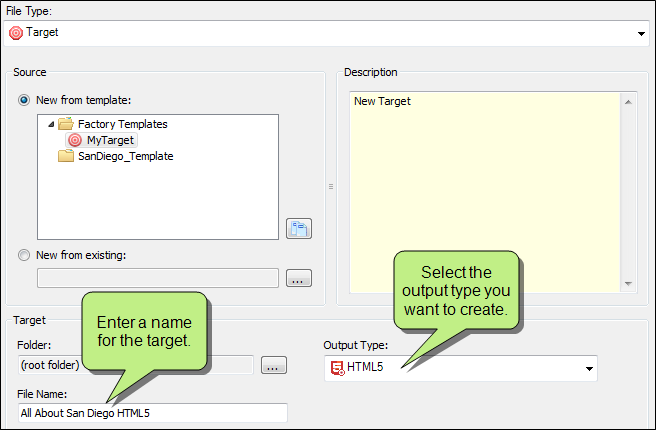 File Type:
Target
Source
New from template:
Factory Templates
MyTarget
SanDiego_Template
New from existing:
...
Description
New Target
Target
Folder:
(root folder)
...
File Name:
All About San Diego HTML5
Enter a name
for the target.
Output Type:
HTML5
Select the
output type you
want to create.